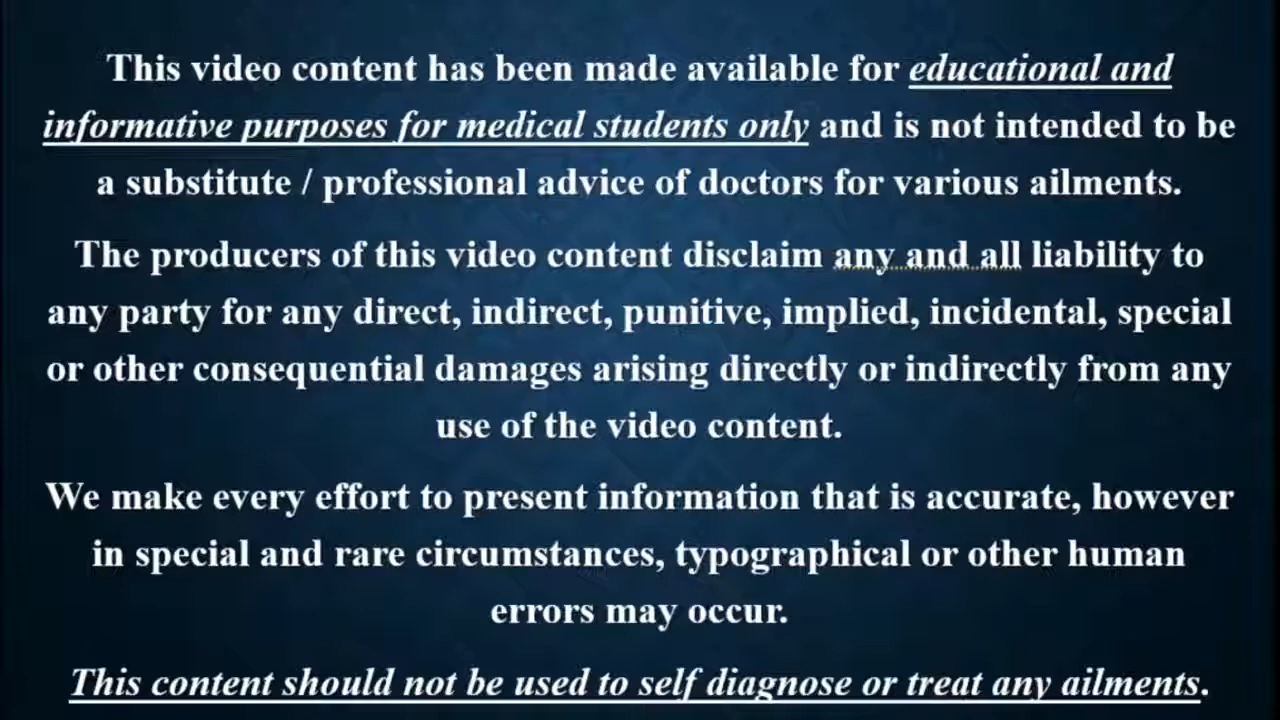 This video content has been made available for educational and
informative purposes for medical students only and is not intended to be
a substitute / professional advice of doctors for various ailments.
The producers of this video content disclaim any and all liability to
any party for any direct, indirect, punitive, implied, incidental, special
or other consequential damages arising directly or indirectly from any
use of the video content.
We make every effort to present information that is accurate, however
in special and rare circumstances, typographical or other human
errors may occur.
This content should not be used to self diagnose or treat any ailments.